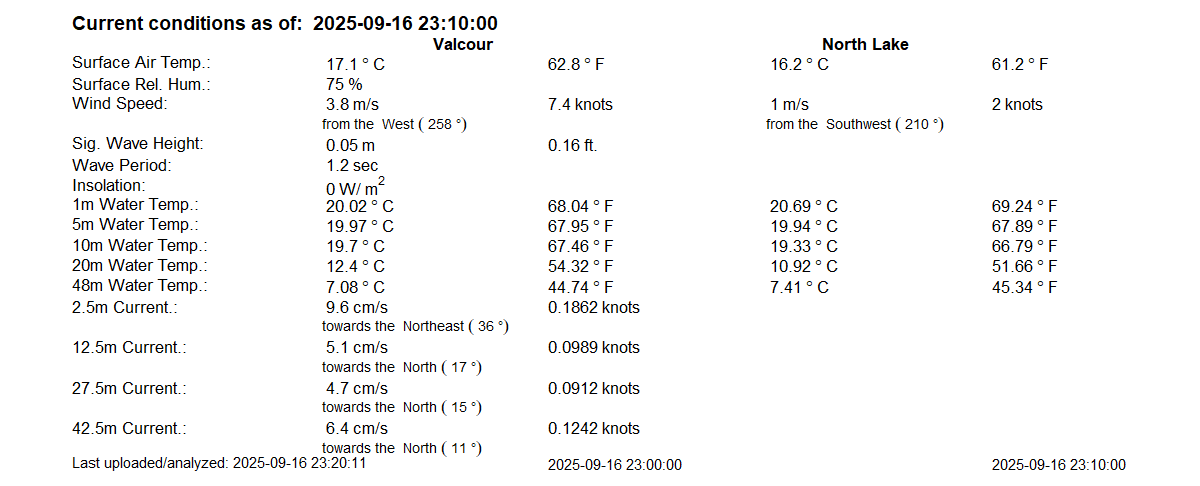 Current conditions as of: 2025-09-16 23:10:00
Valcour North Lake
Surface Air Temp.: 17.1 ° C 62.8 ° F 16.2 ° C 61.2 ° F
Surface Rel. Hum.: 75 %
Wind Speed: 3.8 m/s 7.4 knots 1 m/s 2 knots
from the West ( 258 °) from the Southwest ( 210 °)
Sig. Wave Height: 0.05 m 0.16 ft.
Wave Period: 1.2 sec
Insolation: 0 W/ m2
1m Water Temp.: 20.02 ° C 68.04 ° F 20.69 ° C 69.24 ° F
5m Water Temp.: 19.97 ° C 67.95 ° F 19.94 ° C 67.89 ° F
10m Water Temp.: 19.7 ° C 67.46 ° F 19.33 ° C 66.79 ° F
20m Water Temp.: 12.4 ° C 54.32 ° F 10.92 ° C 51.66 ° F
48m Water Temp.: 7.08 ° C 44.74 ° F 7.41 ° C 45.34 ° F
2.5m Current.: 9.6 cm/s 0.1862 knots
towards the Northeast ( 36 °)
12.5m Current.: 5.1 cm/s 0.0989 knots
towards the North ( 17 °)
27.5m Current.: 4.7 cm/s 0.0912 knots
towards the North ( 15 °)
42.5m Current.: 6.4 cm/s 0.1242 knots
towards the North ( 11 °)
Last uploaded/analyzed: 2025-09-16 23:20:11 2025-09-16 23:00:00 2025-09-16 23:10:00